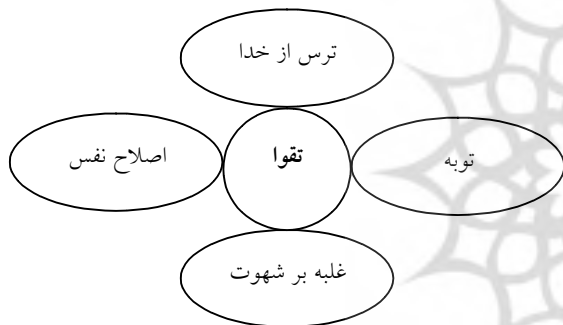 ترس از خدا
توبه
تقوا
اصلاح نفس
غلبه بر شهوت